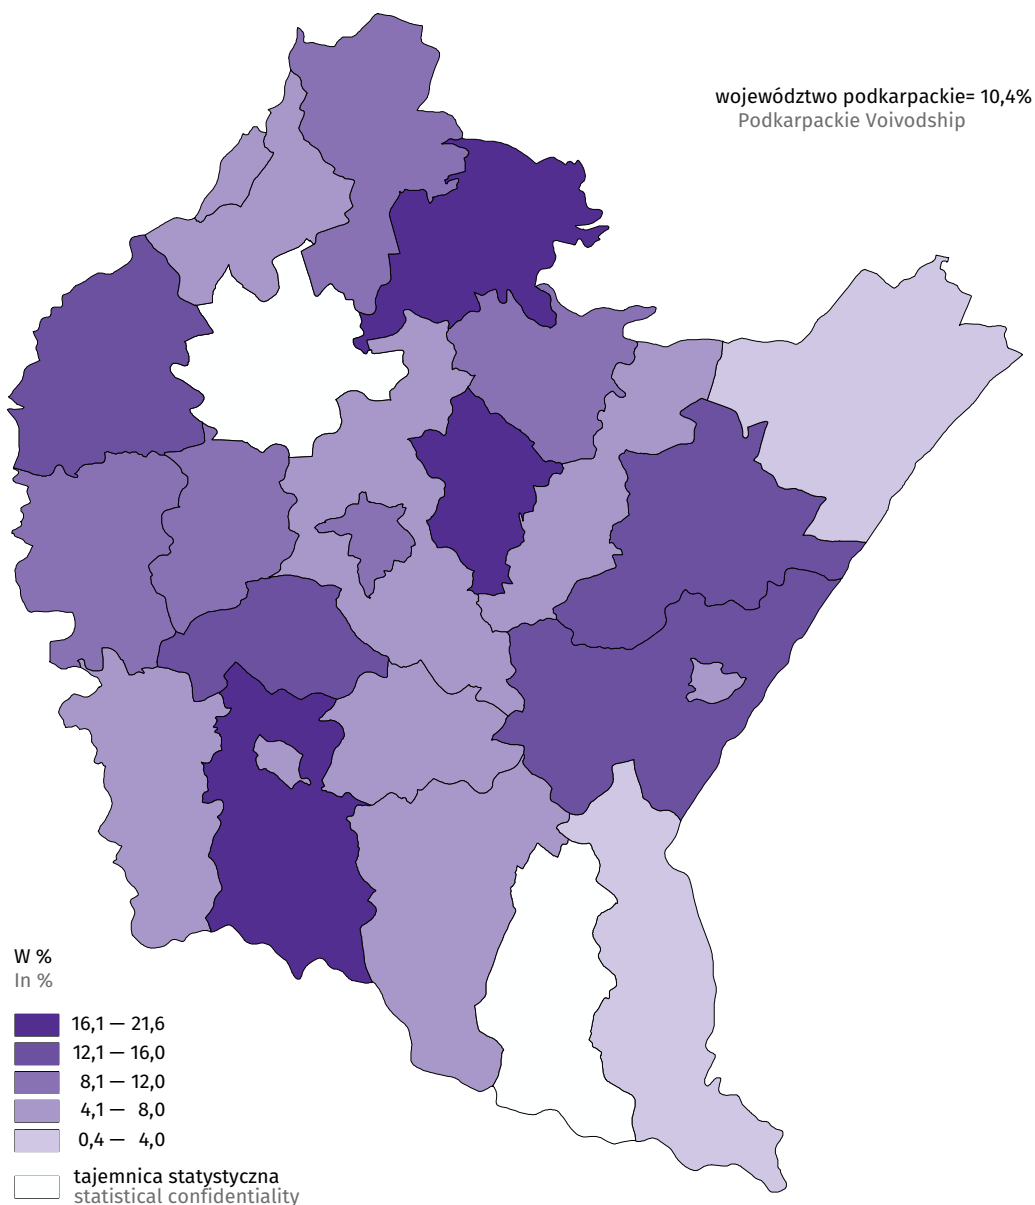 województwo podkarpackie= 10,4%
Podkarpackie Voivodship
W %
In %
16,1 — 21,6
12,1 — 16,0
8,1 — 12,0
4,1 — 8,0
0,4 — 4,0
tajemnica statystyczna
statistical confidentiality